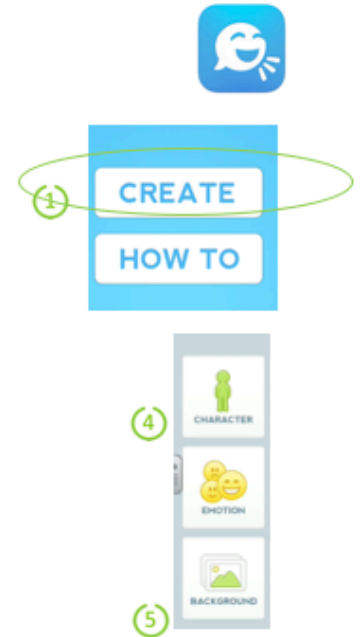 1 CREATE
HOW TO
4
CHARACTER
EMOTION
5
BACKGROUND